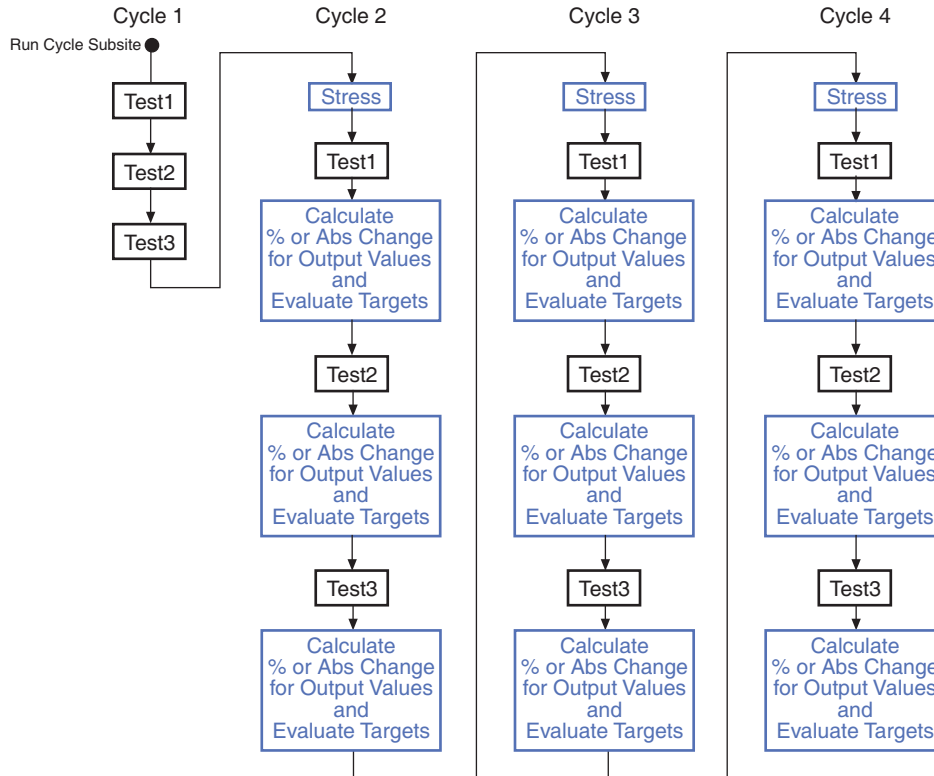 Cycle 1
Run Cycle Subsite
Test1
Test2
Test3
Cycle 2
Stress
Test1
Calculate
% or Abs Change
for Output Values
and
Evaluate Targets
Test2
Calculate
% or Abs Change
for Output Values
and
Evaluate Targets
Test3
Calculate
% or Abs Change
for Output Values
and
Evaluate Targets
Cycle 3
Stress
Test1
Calculate
% or Abs Change
for Output Values
and
Evaluate Targets
Test2
Calculate
% or Abs Change
for Output Values
and
Evaluate Targets
Test3
Calculate
% or Abs Change
for Output Values
and
Evaluate Targets
Cycle 4
Stress
Test1
Calculate
% or Abs Change
for Output Values
and
Evaluate Targets
Test2
Calculate
% or Abs Change
for Output Values
and
Evaluate Targets
Test3
Calculate
% or Abs Change
for Output Values
and
Evaluate Targets